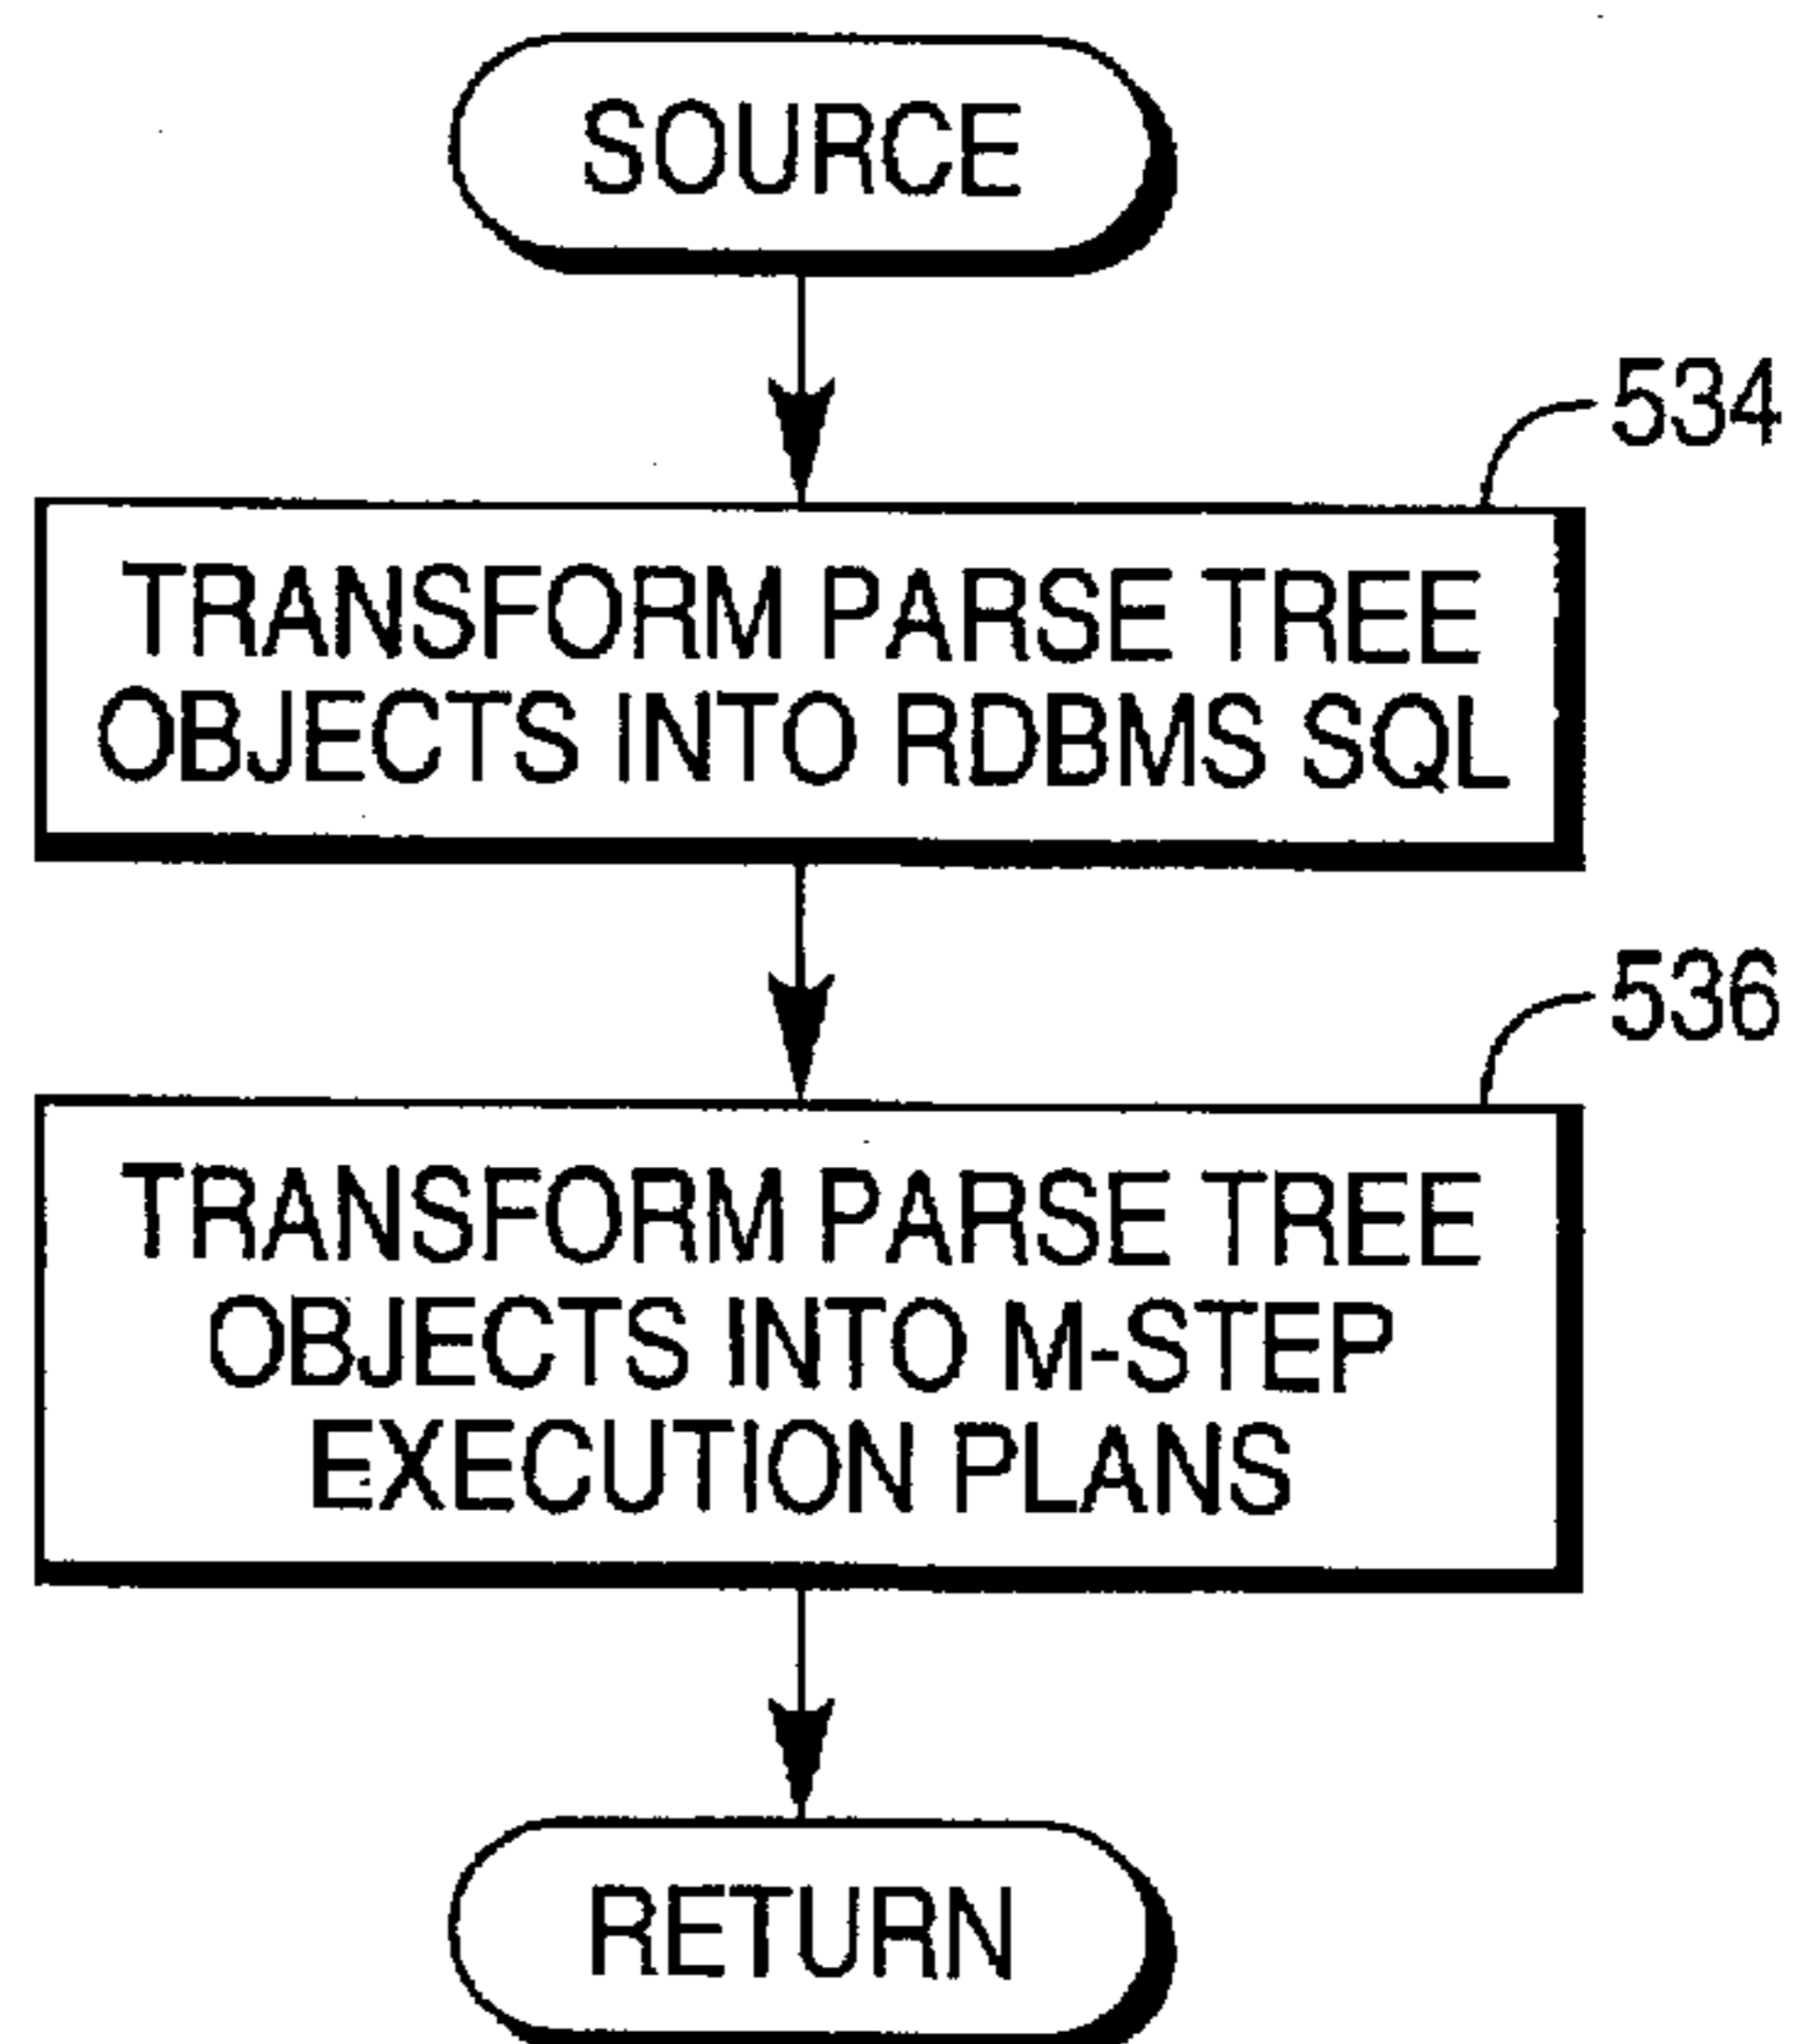 SOURCE
534
TRANSFORM PARSE TREE
OBJECTS INTO RDBMS SQL
536
TRANSFORM PARSE TREE
OBJECTS INTO M-STEP
EXECUTION PLANS
RETURN